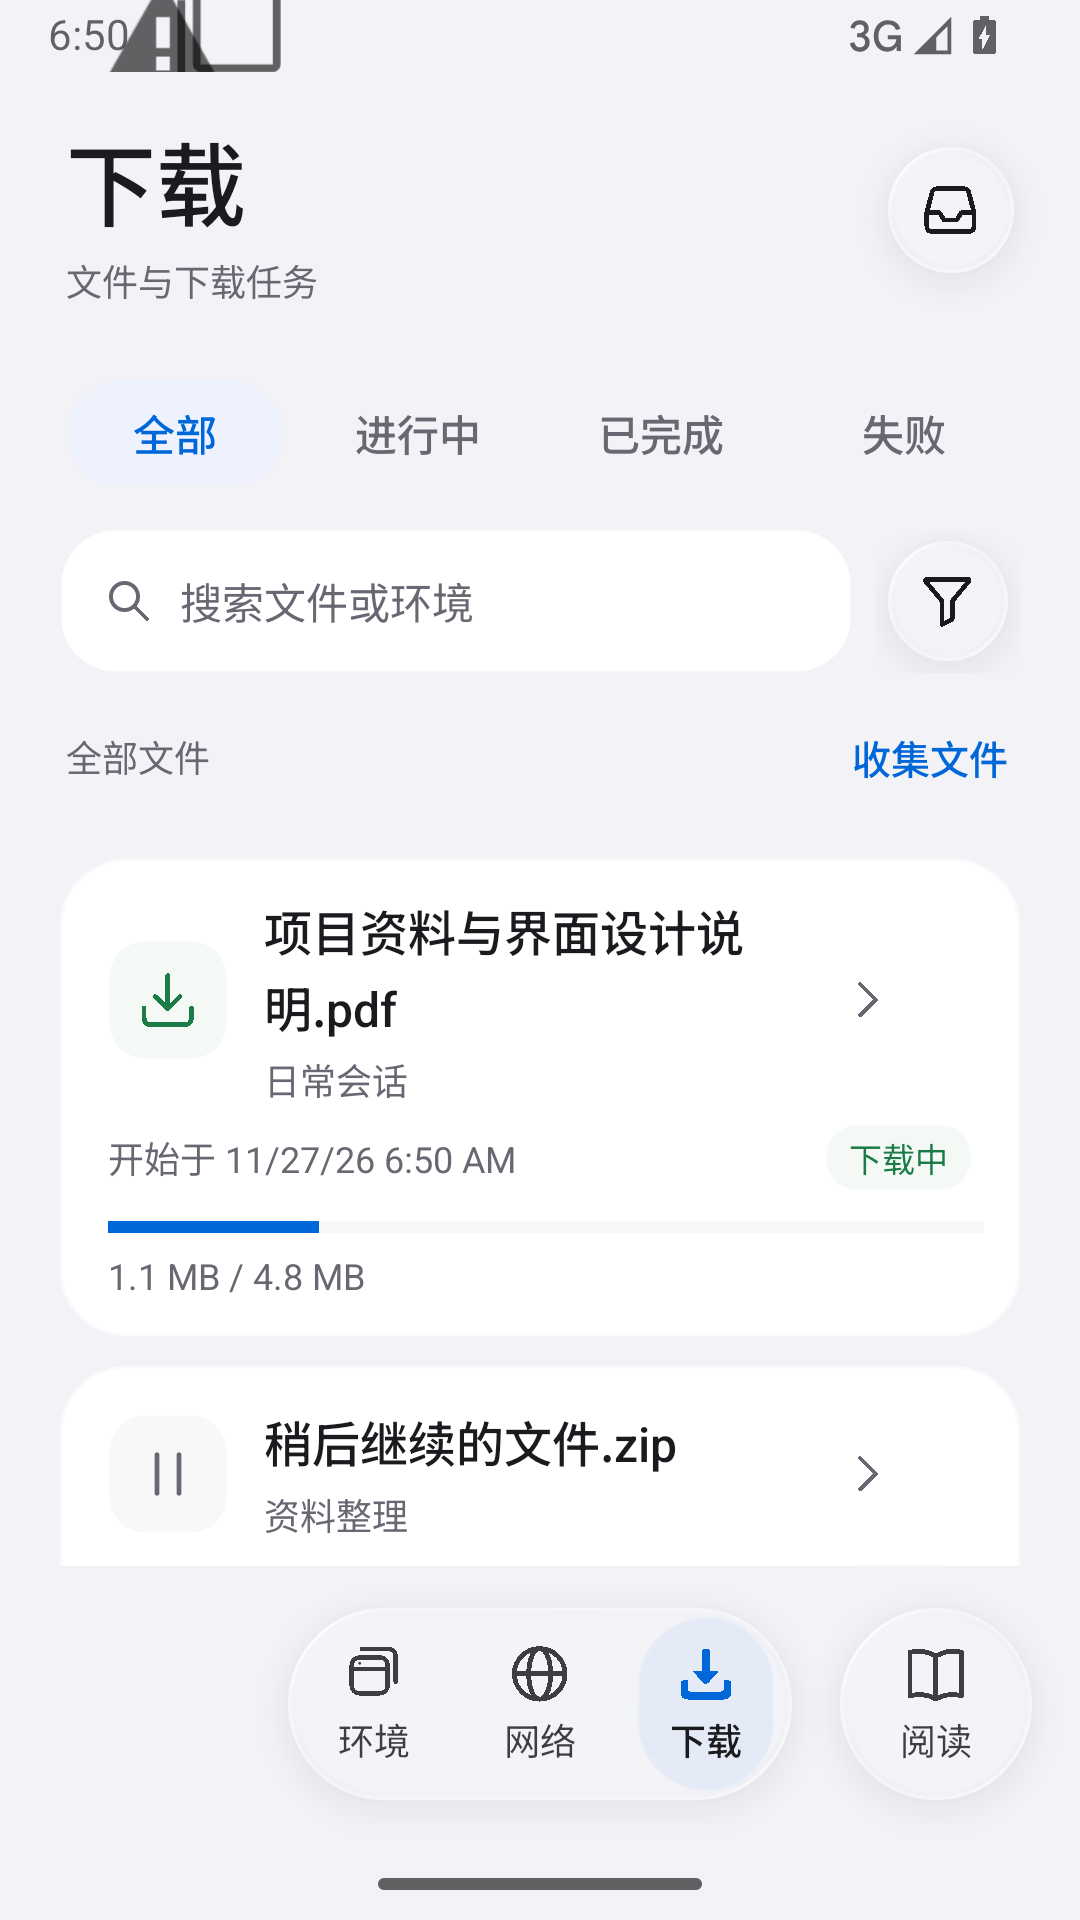 6:50
3G
下载
文件与下载任务
全部
进行中
已完成
失败
搜索文件或环境
全部文件
收集文件
项目资料与界面设计说
明.pdf
日常会话
开始于 11/27/26 6:50 AM
下载中
1.1 MB / 4.8 MB
稍后继续的文件.zip
资料整理
环境
网络
下载
阅读